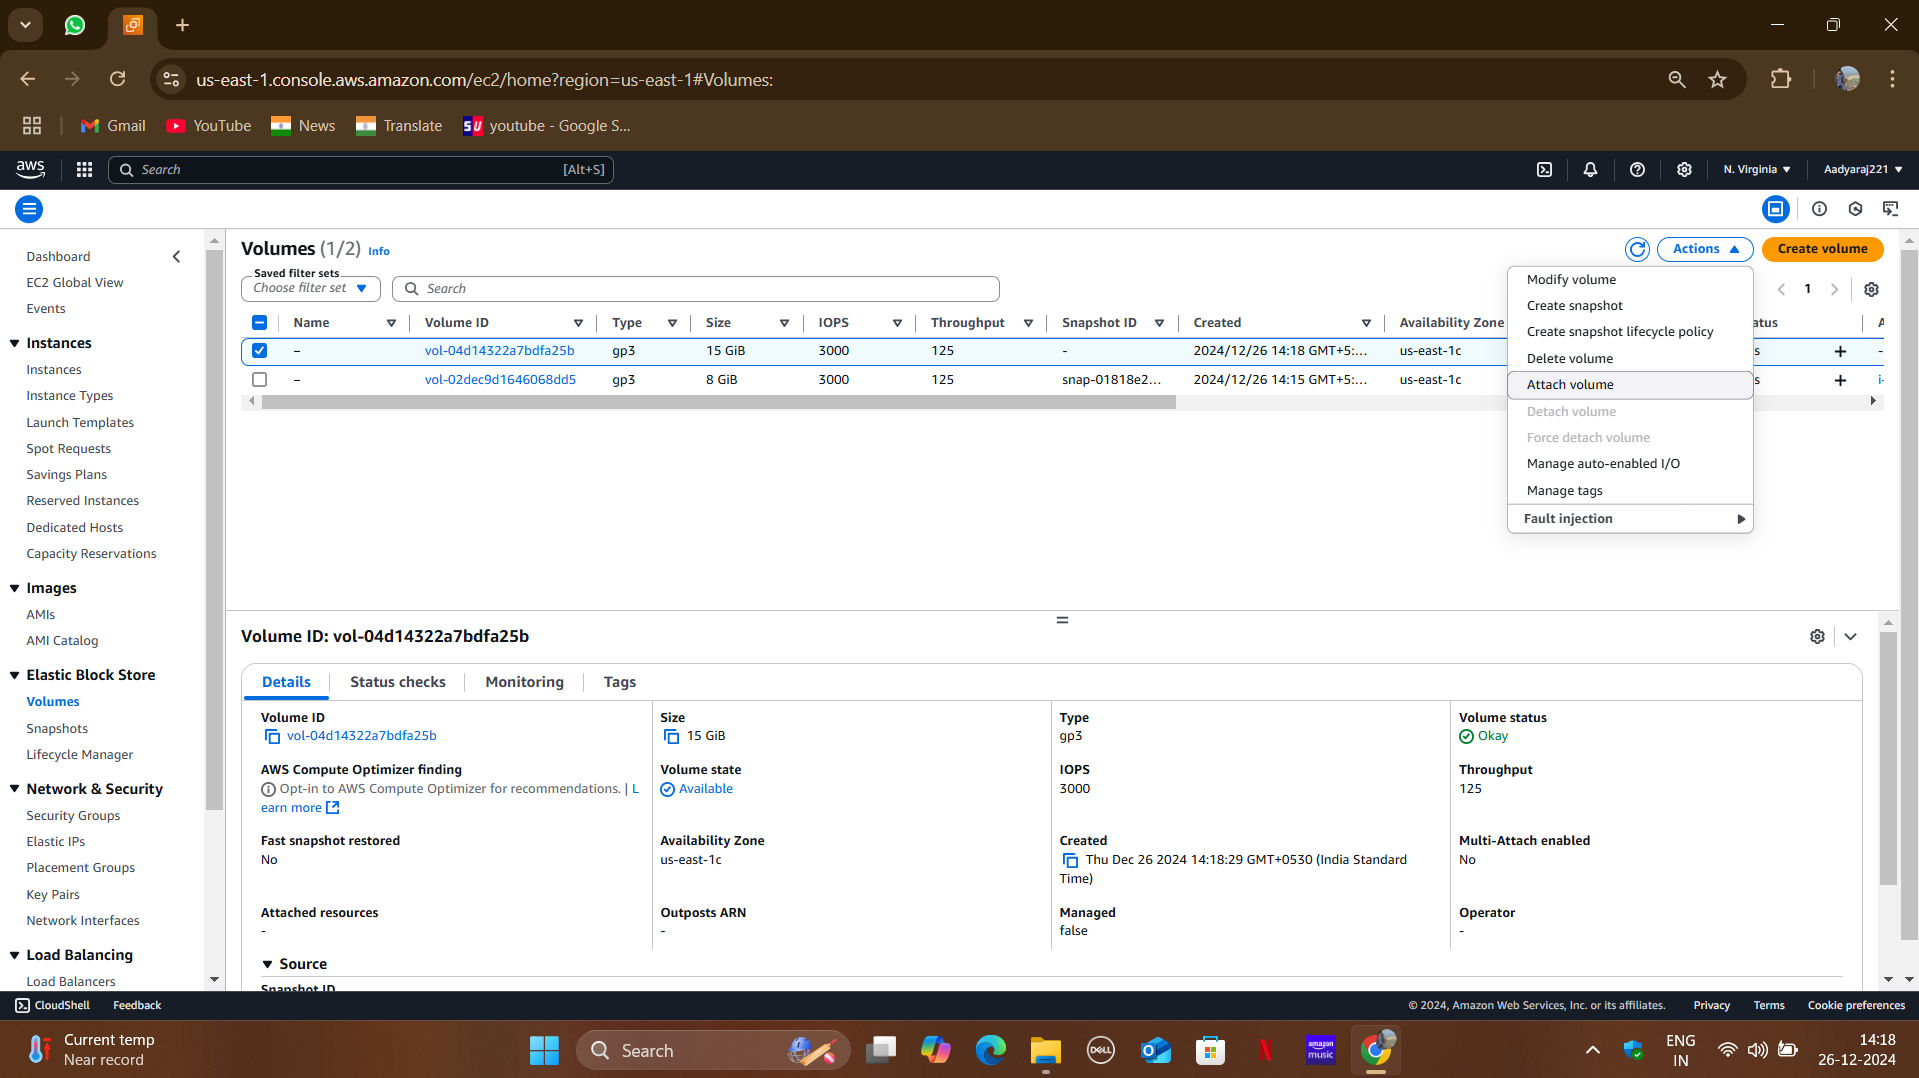 us-east-1.console.aws.amazon.com/ec2/home?region=us-east-1#Volumes:
Gmail
YouTube
News
Translate
SU youtube - Google S...
aws
Search
[Alt+S]
N. Virginia
Aadyaraj221
Dashboard
EC2 Global View
Events
Instances
Instances
Instance Types
Launch Templates
Spot Requests
Savings Plans
Reserved Instances
Dedicated Hosts
Capacity Reservations
Images
AMIs
AMI Catalog
Elastic Block Store
Volumes
Snapshots
Lifecycle Manager
Network & Security
Security Groups
Elastic IPs
Placement Groups
Key Pairs
Network Interfaces
Load Balancing
Load Balancers
Volumes (1/2) Info
Actions
Create volume
Saved filter sets
Choose filter set
Search
1
Name Volume ID Type Size IOPS Throughput Snapshot ID Created Availability Zone atus A
– vol-04d14322a7bdfa25b gp3 15 GiB 3000 125 - 2024/12/26 14:18 GMT+5:... us-east-1c s -
– vol-02dec9d1646068dd5 gp3 8 GiB 3000 125 snap-01818e2... 2024/12/26 14:15 GMT+5:... us-east-1c s i-
Modify volume
Create snapshot
Create snapshot lifecycle policy
Delete volume
Attach volume
Detach volume
Force detach volume
Manage auto-enabled I/O
Manage tags
Fault injection
Volume ID: vol-04d14322a7bdfa25b
Details
Status checks
Monitoring
Tags
Volume ID
vol-04d14322a7bdfa25b
Size
15 GiB
Type
gp3
Volume status
Okay
AWS Compute Optimizer finding
Opt-in to AWS Compute Optimizer for recommendations. | L
earn more
Volume state
Available
IOPS
3000
Throughput
125
Fast snapshot restored
No
Availability Zone
us-east-1c
Created
Thu Dec 26 2024 14:18:29 GMT+0530 (India Standard
Time)
Multi-Attach enabled
No
Attached resources
-
Outposts ARN
-
Managed
false
Operator
-
Source
Snapshot ID
CloudShell
Feedback
© 2024, Amazon Web Services, Inc. or its affiliates.
Privacy
Terms
Cookie preferences
Current temp
Near record
Search
DELL
amazon
music
ENG
IN
14:18
26-12-2024